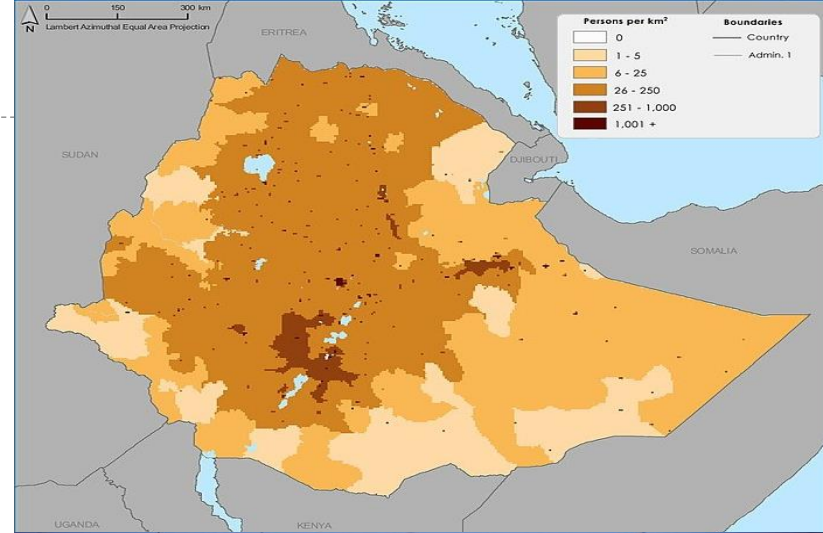 N
0 150 300 km
Lambert Azimuthal Equal Area Projection
Persons per km²
0
1 - 5
6 - 25
26 - 250
251 - 1,000
1,001 +
Boundaries
Country
Admin. 1
ERITREA
SUDAN
DJIBOUTI
SOMALIA
UGANDA
KENYA